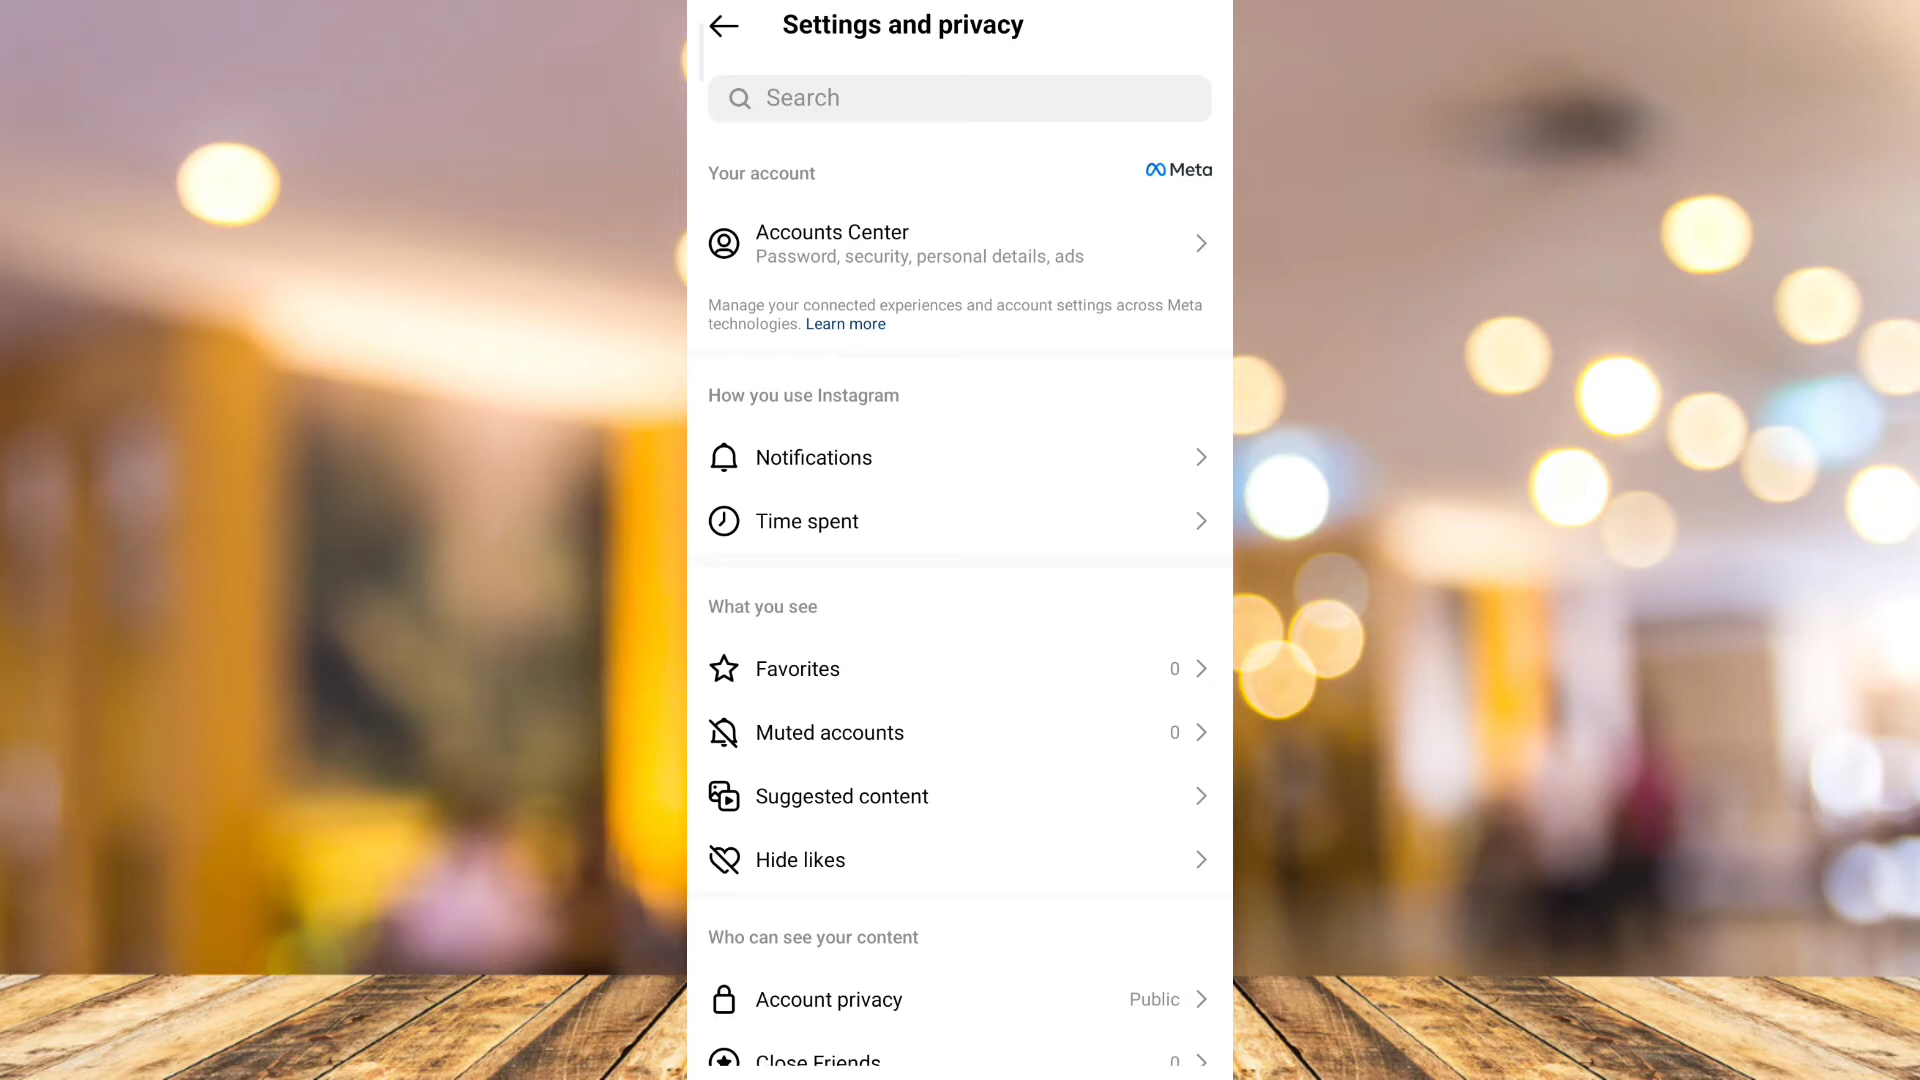 Settings and privacy
Search
Your account
Meta
Accounts Center
Password, security, personal details, ads
Manage your connected experiences and account settings across Meta
technologies. Learn more
How you use Instagram
Notifications
Time spent
What you see
Favorites 0
Muted accounts 0
Suggested content
Hide likes
Who can see your content
Account privacy Public
Close Friends 0